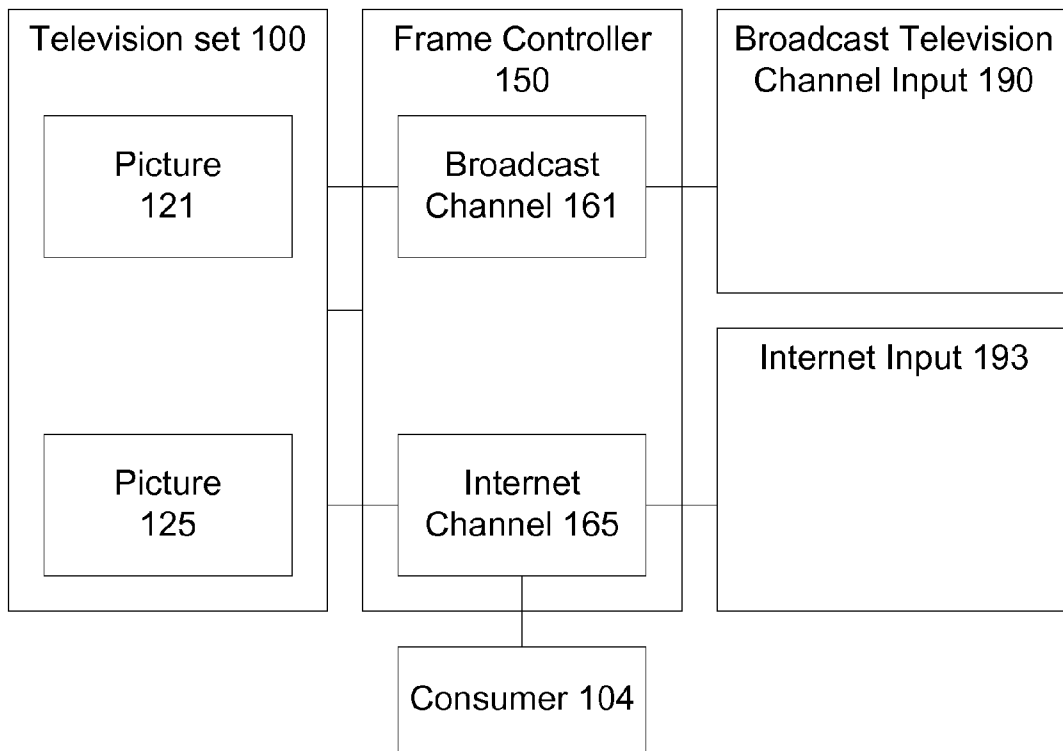 Television set 100
Picture
121
Picture
125
Frame Controller
150
Broadcast
Channel 161
Internet
Channel 165
Broadcast Television
Channel Input 190
Internet Input 193
Consumer 104